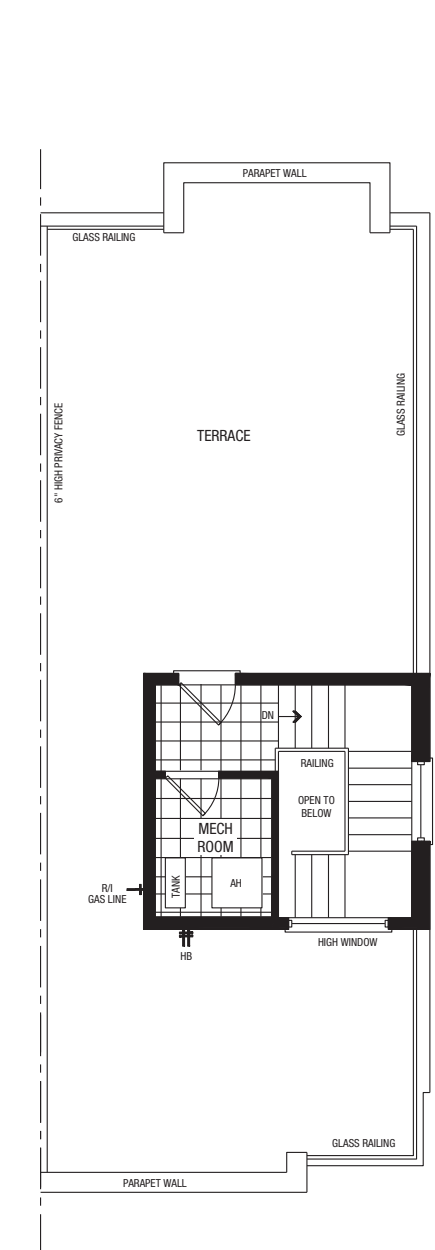 PARAPET WALL
GLASS RAILING
GLASS RAILING
6" HIGH PRIVACY FENCE
TERRACE
DN
RAILING
OPEN TO
BELOW
MECH
ROOM
TANK
AH
R/I
GAS LINE
HB
HIGH WINDOW
GLASS RAILING
PARAPET WALL